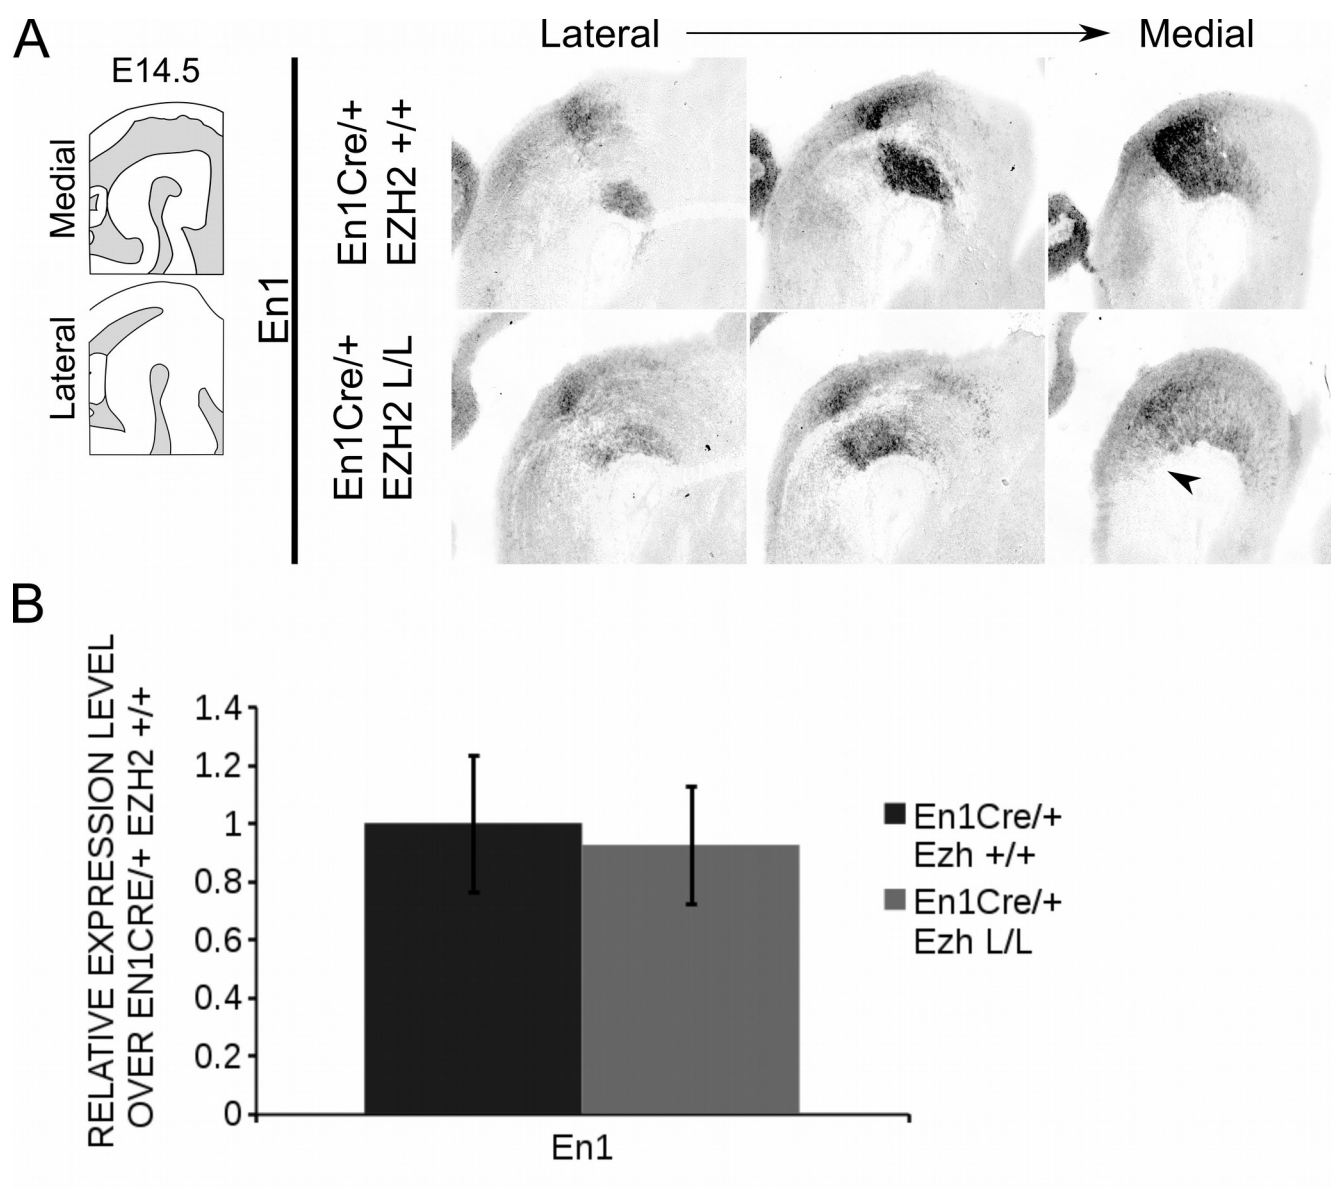 A
Lateral
Medial
E14.5
Medial
Lateral
En1
En1Cre/+
EZH2 +/+
En1Cre/+
EZH2 L/L
B
RELATIVE EXPRESSION LEVEL
OVER EN1CRE/+ EZH2 +/+
1.4
1.2
1
0.8
0.6
0.4
0.2
0
En1
En1Cre/+
Ezh +/+
En1Cre/+
Ezh L/L